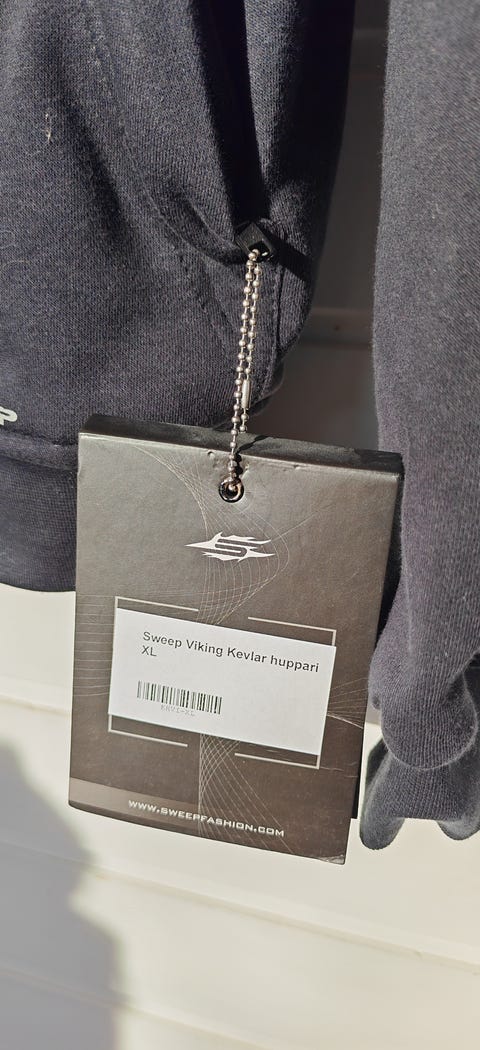 P
Sweep Viking Kevlar huppari
XL
WWW.SWEEPFASHION.COM